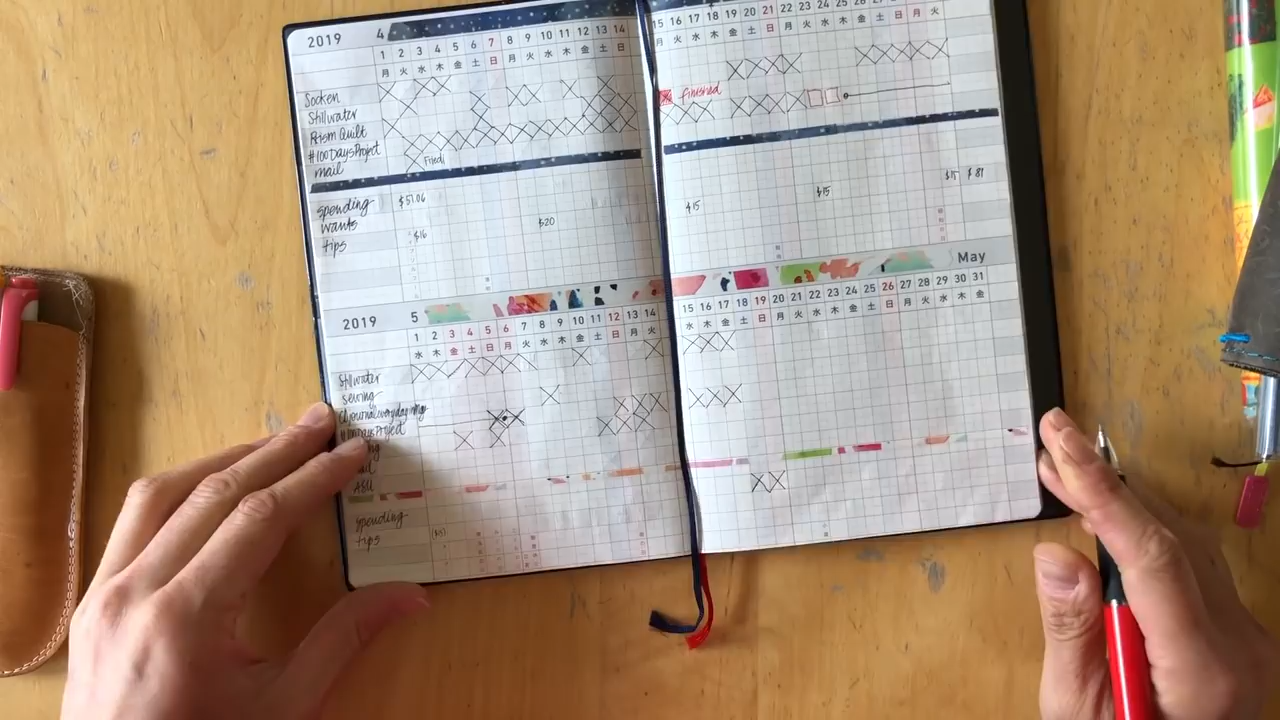 2019 4
1 2 3 4 5 6 7 8 9 10 11 12 13 14
月 火 水 木 金 土 日 月 火 水 木 金 土 日
15 16 17 18 19 20 21 22 23 24 25 26 27 28 29 30
月 火 水 木 金 土 日 月 火 水 木 金 土 日 月 火
Socken
Stillwater
Prism Quilt
finished
#100DaysProject
mail
Friedi
spending $51.06 $15 $81
wants $15 $15
tips $16 $20
May
2019 5
1 2 3 4 5 6 7 8 9 10 11 12 13 14
水 木 金 土 日 月 火 水 木 金 土 日 月 火
15 16 17 18 19 20 21 22 23 24 25 26 27 28 29 30 31
水 木 金 土 日 月 火 水 木 金 土 日 月 火 水 木 金
Stillwater
sewing
spending
tips